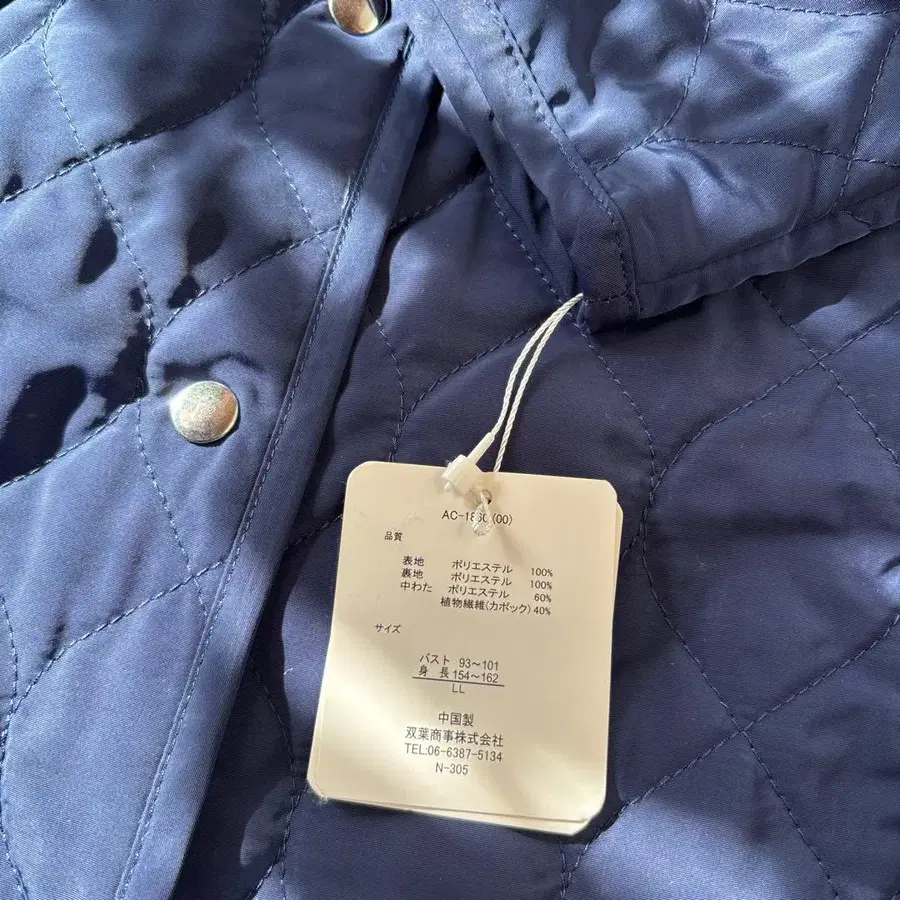 AC-1860(00)
品質
表地 ポリエステル 100%
裏地 ポリエステル 100%
中わた ポリエステル 60%
植物繊維(カポック) 40%
サイズ
バスト 93~101
身長 154~162
LL
中国製
双葉商事株式会社
TEL:06-6387-5134
N-305